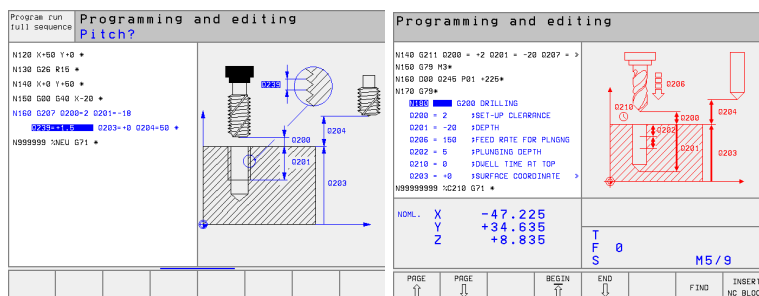 Program run
full sequence
Programming and editing
Pitch?
N120 X+50 Y+0 *
N130 G26 R15 *
N140 X+0 Y+50 *
N150 G00 G40 X-20 *
N160 G207 Q200=2 Q201=-18
Q239=+1.5 Q203=+0 Q204=50 *
N999999 %NEU G71 *
Q239
Q200
Q204
Q201
Q203
Programming and editing
N140 G211 Q200 = +2 Q201 = -20 Q207 = >
N150 G79 M3*
N160 D00 Q245 P01 +225*
N170 G79*
N180 G200 DRILLING
Q200 = 2 ;SET-UP CLEARANCE
Q201 = -20 ;DEPTH
Q206 = 150 ;FEED RATE FOR PLNGNG
Q202 = 5 ;PLUNGING DEPTH
Q210 = 0 ;DWELL TIME AT TOP
Q203 = +0 ;SURFACE COORDINATE >
N99999999 %C210 G71 *
Q206
Q210
Q200
Q204
Q202
Q201
Q203
NOML. X -47.225
Y +34.635
Z +8.835
T
F 0
S M5/9
PAGE
⇑
PAGE
⇓
BEGIN
⇑
END
⇓
FIND
INSERT
NC BLOC